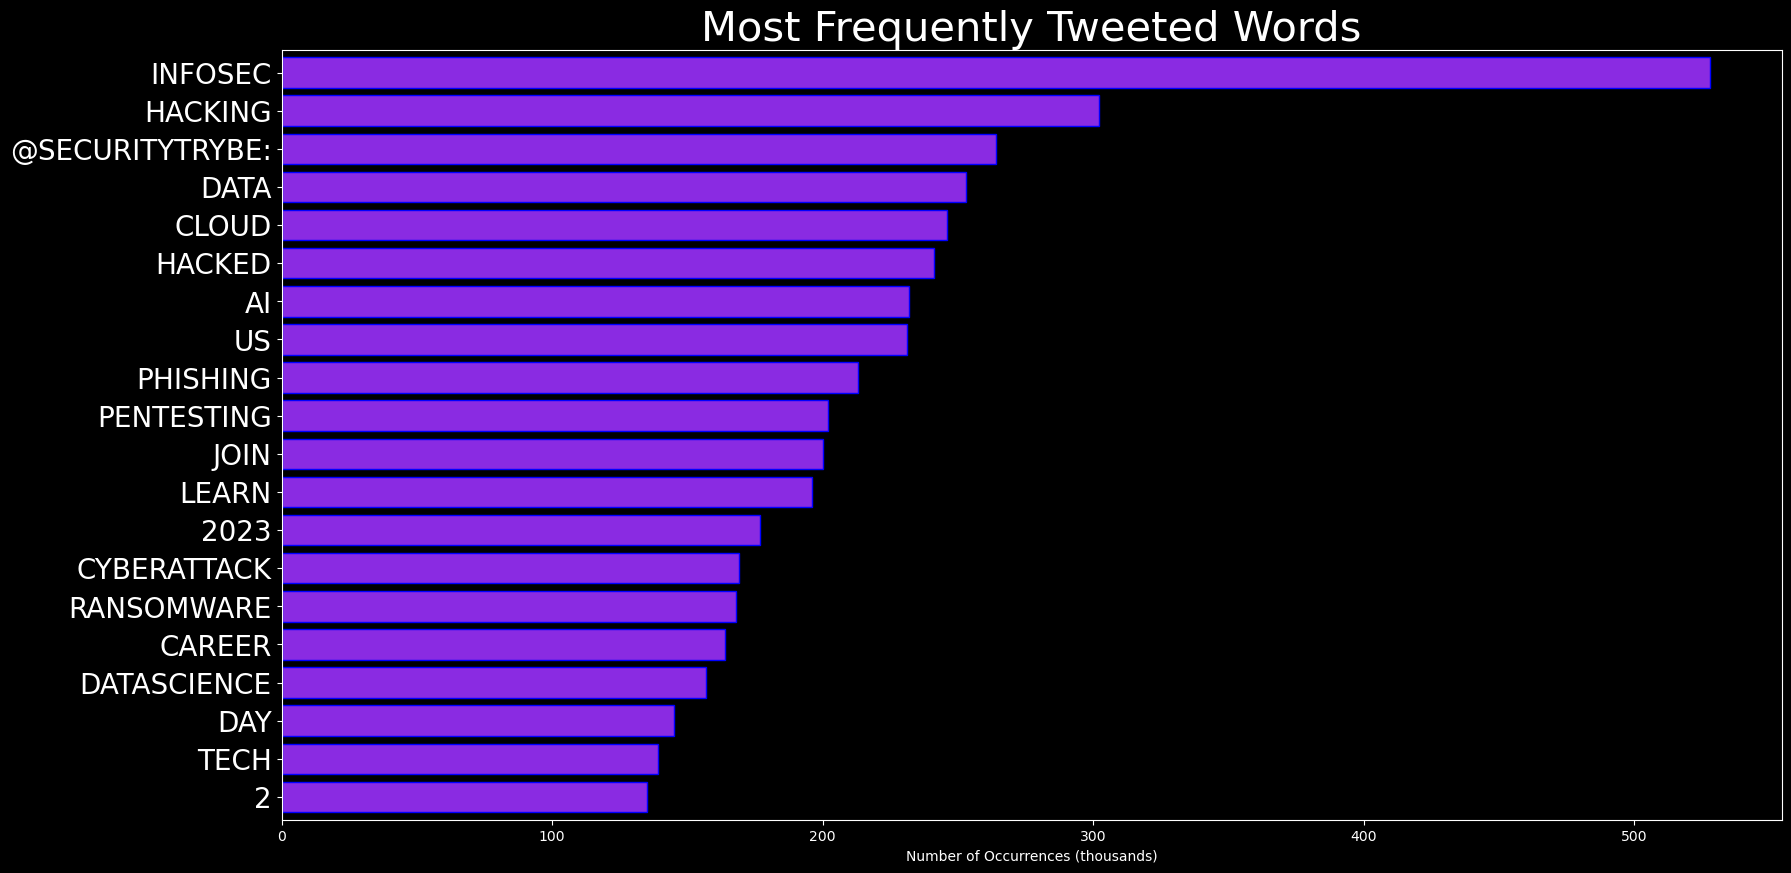 Most Frequently Tweeted Words
INFOSEC
HACKING
@SECURITYTRYBE:
DATA
CLOUD
HACKED
AI
US
PHISHING
PENTESTING
JOIN
LEARN
2023
CYBERATTACK
RANSOMWARE
CAREER
DATASCIENCE
DAY
TECH
2
0 100 200 300 400 500
Number of Occurrences (thousands)